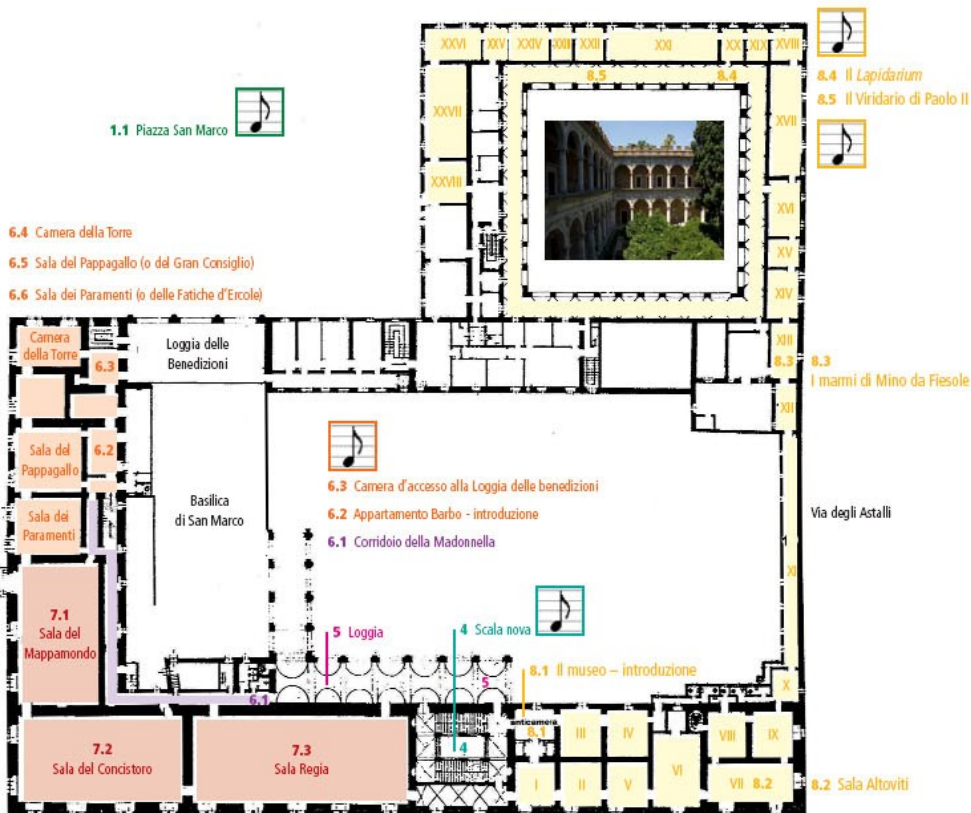 XXVI XXV XXIV XXIII XXII XXI XX XIX XVIII
8.5 8.4
8.4 Il Lapidarium
8.5 Il Viridario di Paolo II
XXVII
XVII
1.1 Piazza San Marco
XXVIII
XVI
XV
XIV
6.4 Camera della Torre
6.5 Sala del Pappagallo (o del Gran Consiglio)
6.6 Sala dei Paramenti (o delle Fatiche d'Ercole)
Camera
della Torre
6.3
Loggia delle
Benedizioni
XIII
8.3
8.3
I marmi di Mino da Fiesole
XII
Sala del
Pappagallo
6.2
6.3 Camera d'accesso alla Loggia delle benedizioni
6.2 Appartamento Barbo - introduzione
6.1 Corridoio della Madonnella
Basilica
di San Marco
Sala dei
Paramenti
Via degli Astalli
XI
7.1
Sala del
Mappamondo
5 Loggia
4 Scala nova
8.1 Il museo – introduzione
5
X
6.1
7.2
Sala del Concistoro
7.3
Sala Regia
4
anticamera
8.1
III IV VIII IX
I II V VI VII 8.2
8.2 Sala Altoviti